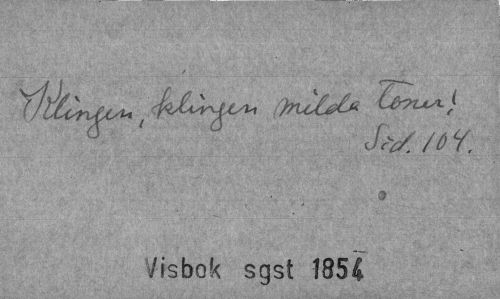 Klingen, klingen milda toner!
Sid. 104.
Visbok sgst 1854